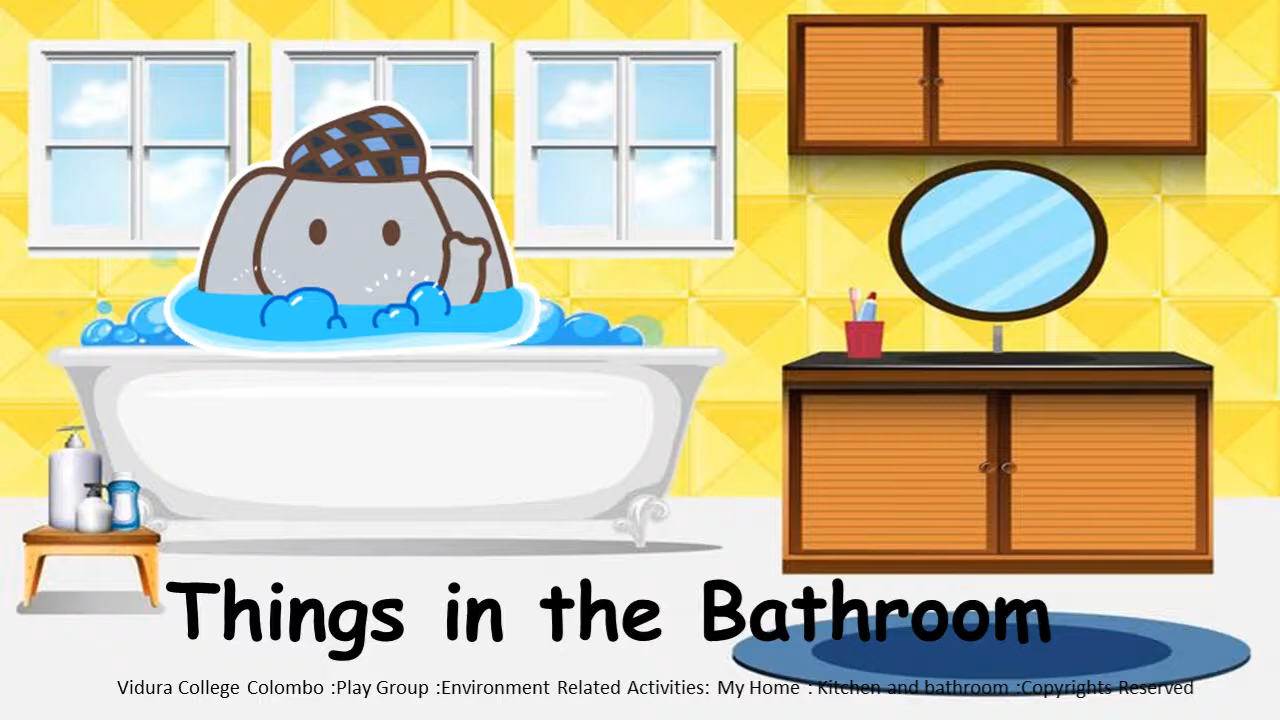 Things in the Bathroom
Vidura College Colombo :Play Group :Environment Related Activities: My Home : Kitchen and bathroom :Copyrights Reserved